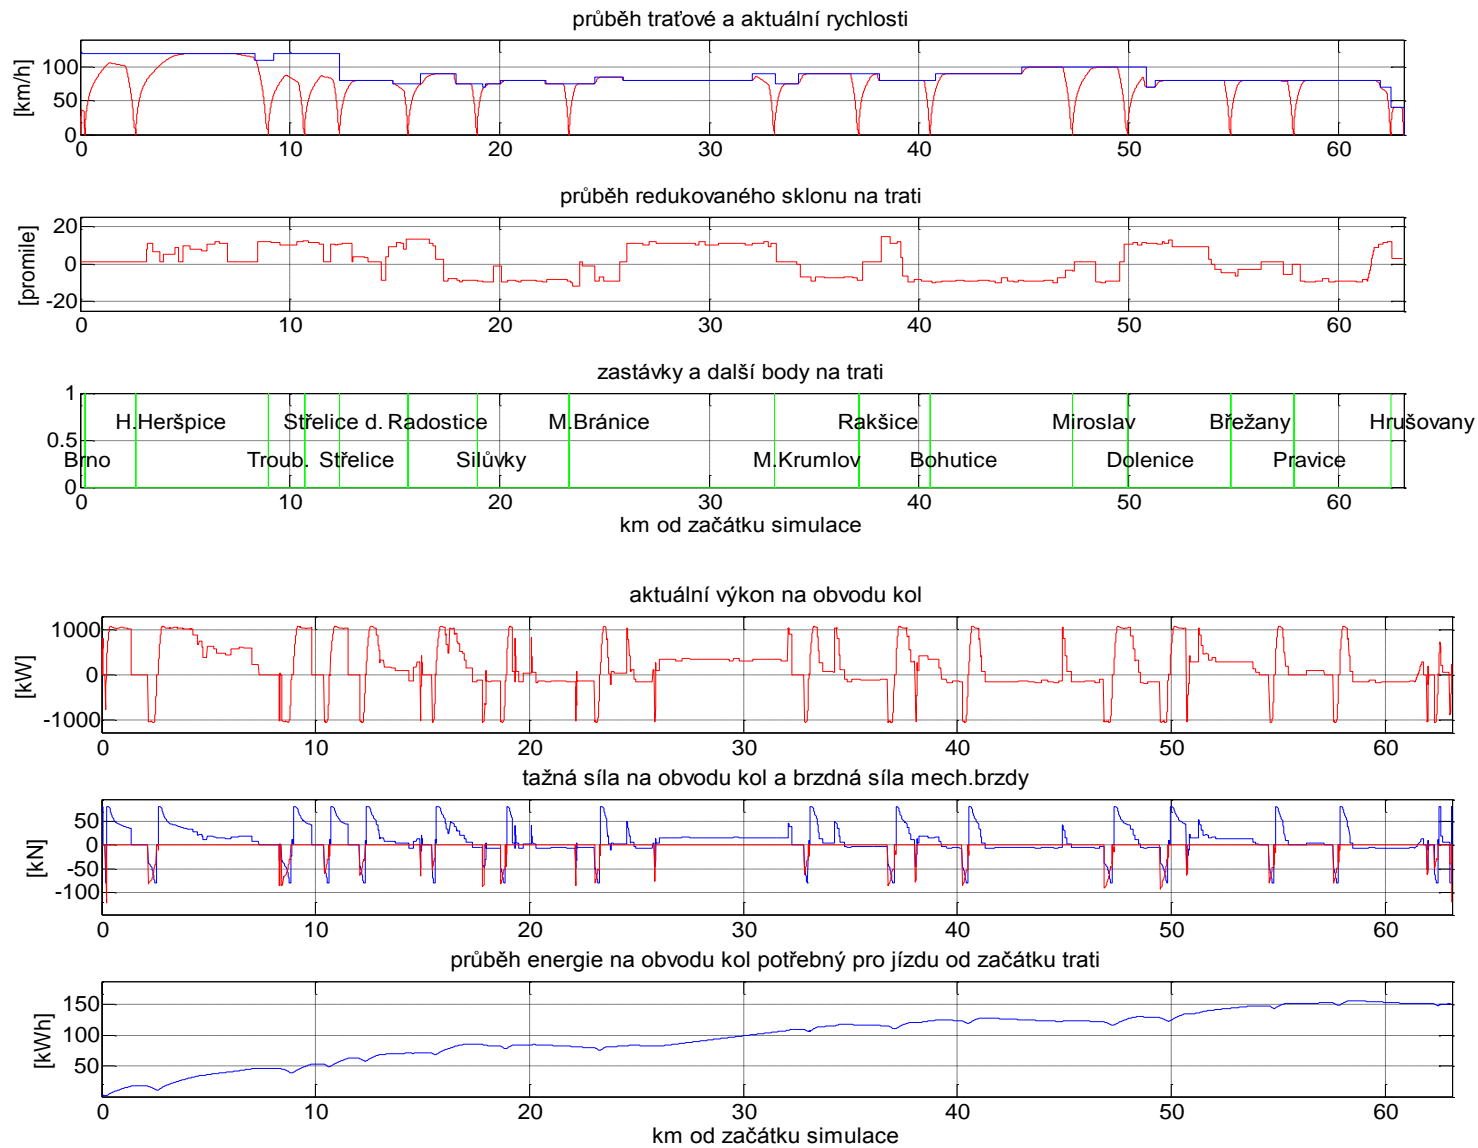 průběh traťové a aktuální rychlosti
[km/h]
100
50
0
0 10 20 30 40 50 60
průběh redukovaného sklonu na trati
[promile]
20
0
-20
0 10 20 30 40 50 60
zastávky a další body na trati
1
0.5
0
H.Heršpice Střelice d. Radostice M.Bránice Rakšice Miroslav Břežany Hrušovany
Brno Troub. Střelice Silůvky M.Krumlov Bohutice Dolenice Pravice
0 10 20 30 40 50 60
km od začátku simulace
aktuální výkon na obvodu kol
[kW]
1000
0
-1000
0 10 20 30 40 50 60
tažná síla na obvodu kol a brzdná síla mech.brzdy
[kN]
50
0
-50
-100
0 10 20 30 40 50 60
průběh energie na obvodu kol potřebný pro jízdu od začátku trati
[kWh]
150
100
50
0 10 20 30 40 50 60
km od začátku simulace